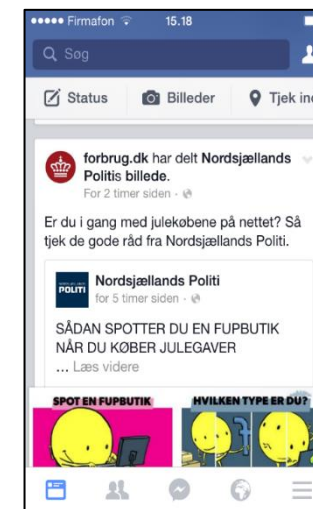 Firmafon 15.18
Søg
Status Billeder Tjek ind
forbrug.dk har delt Nordsjællands
Politis billede.
For 2 timer siden
Er du i gang med julekøbene på nettet? Så
tjek de gode råd fra Nordsjællands Politi.
POLITI
Nordsjællands Politi
for 5 timer siden
SÅDAN SPOTTER DU EN FUPBUTIK
NÅR DU KØBER JULEGAVER
... Læs videre
SPOT EN FUPBUTIK HVILKEN TYPE ER DU?